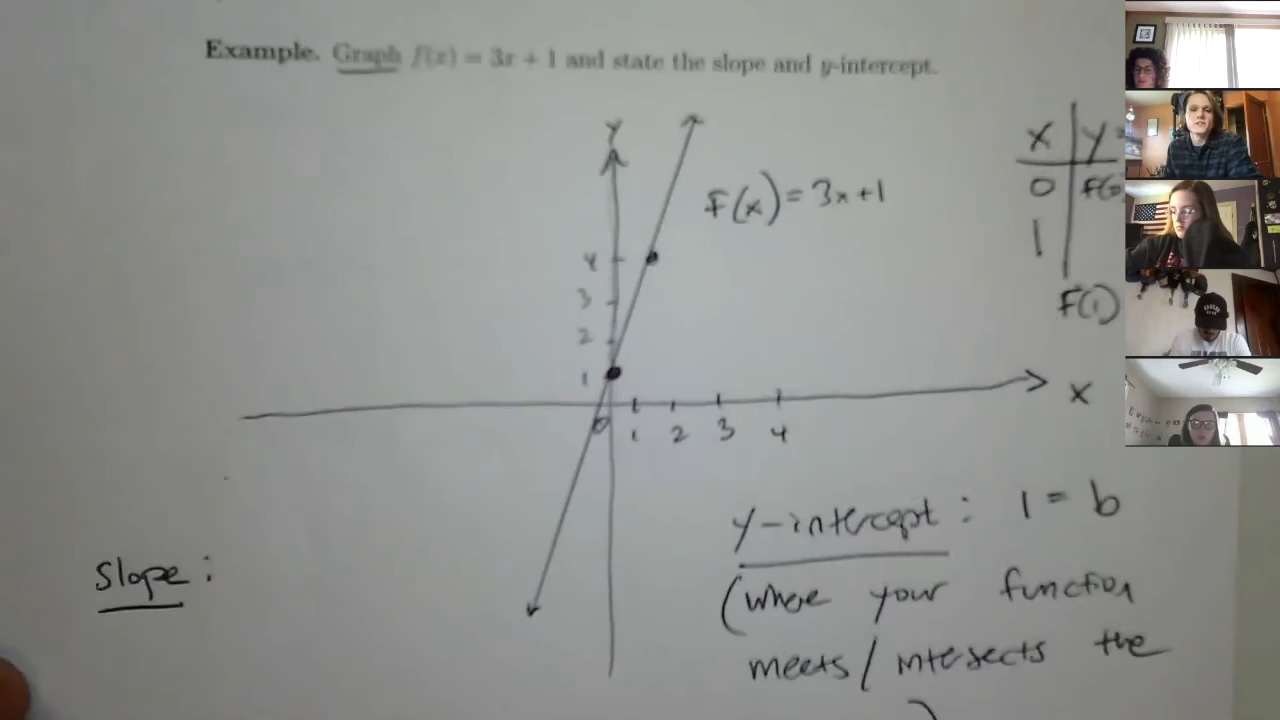 Example. Graph f(x) = 3x + 1 and state the slope and y-intercept.
Y
F(x) = 3x + 1
4
3
2
1
0
1 2 3 4
X
X Y =
0 F(
1
F(1)
Slope :
y-intercept : 1 = b
(where your function
meets / intersects the
)